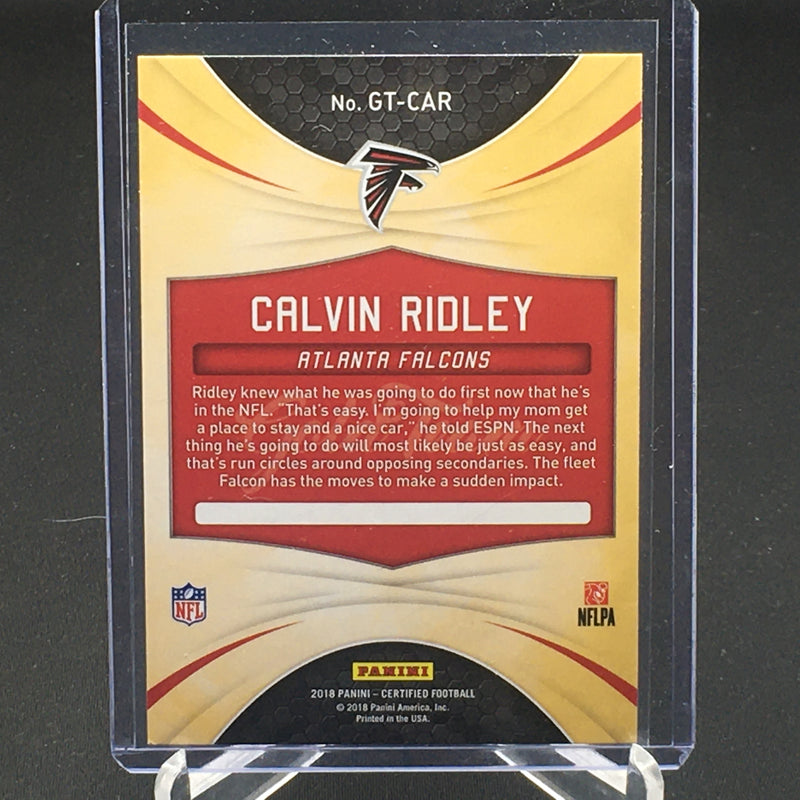 No. GT-CAR
CALVIN RIDLEY
ATLANTA FALCONS
Ridley knew what he was going to do first now that he's
in the NFL. "That's easy. I'm going to help my mom get
a place to stay and a nice car," he told ESPN. The next
thing he's going to do will most likely be just as easy, and
that's run circles around opposing secondaries. The fleet
Falcon has the moves to make a sudden impact.
NFL
NFLPA
PANINI
2018 PANINI – CERTIFIED FOOTBALL
© 2018 Panini America, Inc.
Printed in the USA.